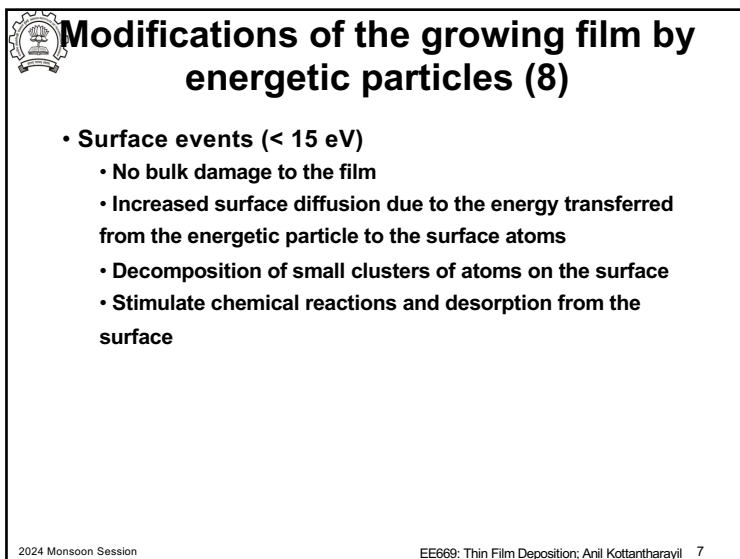 Modifications of the growing film by
energetic particles (8)
• Surface events (< 15 eV)
• No bulk damage to the film
• Increased surface diffusion due to the energy transferred
from the energetic particle to the surface atoms
• Decomposition of small clusters of atoms on the surface
• Stimulate chemical reactions and desorption from the
surface
2024 Monsoon Session
EE669: Thin Film Deposition; Anil Kottantharayil 7